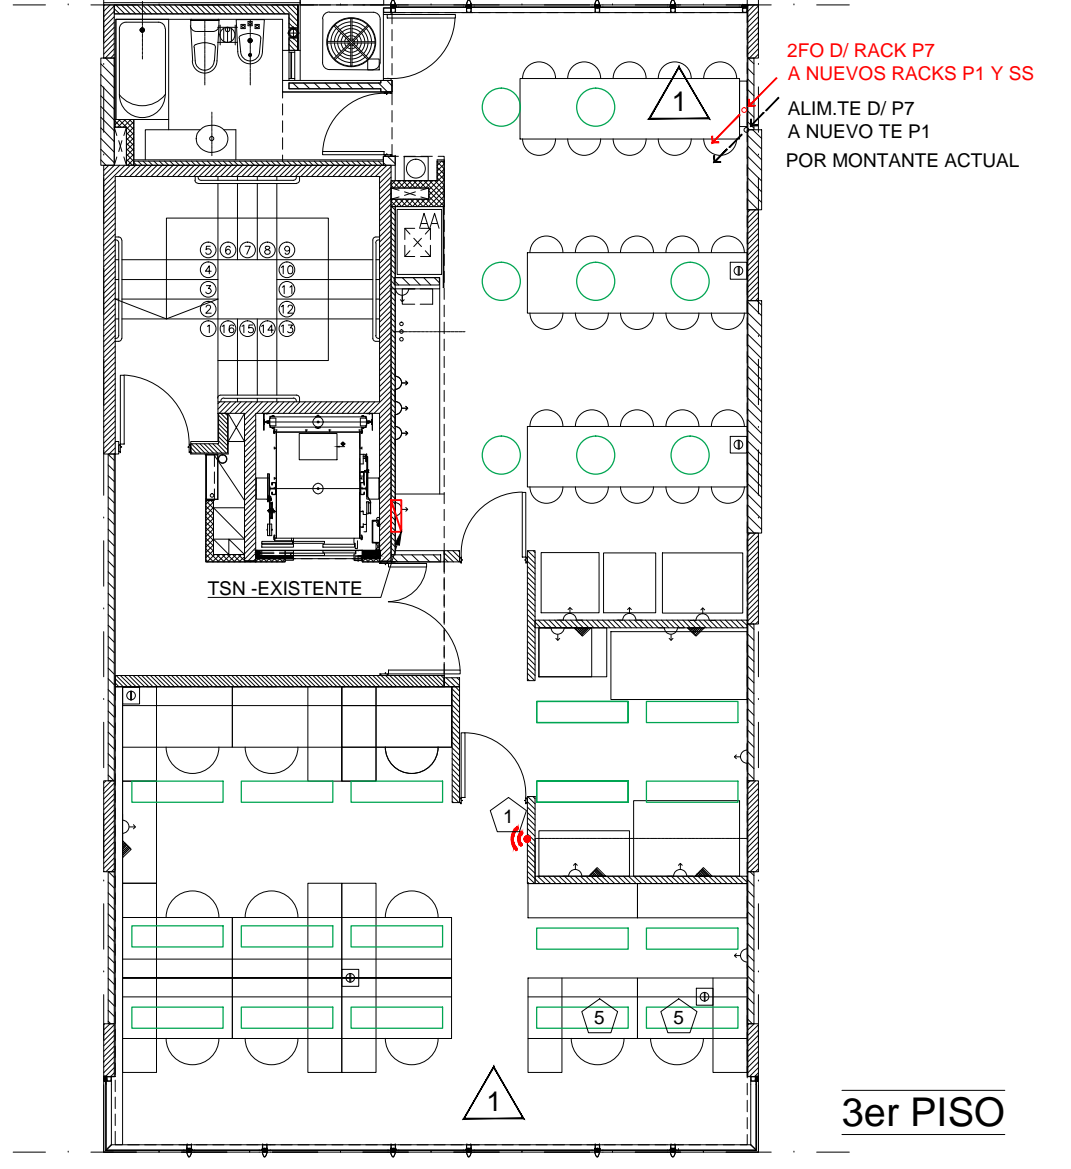 2FO D/ RACK P7
A NUEVOS RACKS P1 Y SS
1
ALIM.TE D/ P7
A NUEVO TE P1
POR MONTANTE ACTUAL
AA
5 6 7 8 9
4 10
3 11
2 12
1 16 15 14 13
TSN -EXISTENTE
1
5 5
1
3er PISO